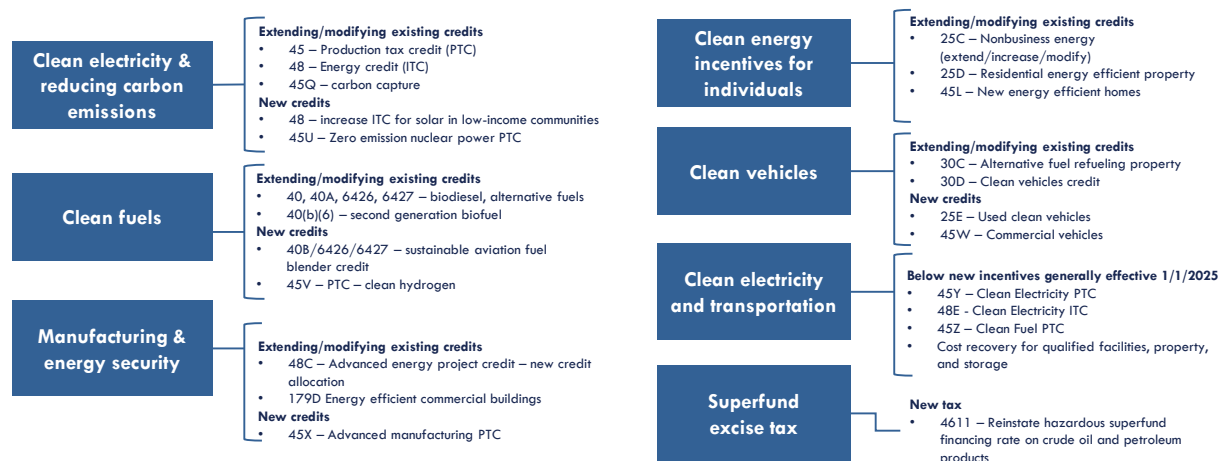 Clean electricity &
reducing carbon
emissions
Extending/modifying existing credits
• 45 – Production tax credit (PTC)
• 48 – Energy credit (ITC)
• 45Q – carbon capture
New credits
• 48 – increase ITC for solar in low-income communities
• 45U – Zero emission nuclear power PTC
Clean fuels
Extending/modifying existing credits
• 40, 40A, 6426, 6427 – biodiesel, alternative fuels
• 40(b)(6) – second generation biofuel
New credits
• 40B/6426/6427 – sustainable aviation fuel
blender credit
• 45V – PTC – clean hydrogen
Manufacturing &
energy security
Extending/modifying existing credits
• 48C – Advanced energy project credit – new credit
allocation
• 179D Energy efficient commercial buildings
New credits
• 45X – Advanced manufacturing PTC
Clean energy
incentives for
individuals
Extending/modifying existing credits
• 25C – Nonbusiness energy
(extend/increase/modify)
• 25D – Residential energy efficient property
• 45L – New energy efficient homes
Clean vehicles
Extending/modifying existing credits
• 30C – Alternative fuel refueling property
• 30D – Clean vehicles credit
New credits
• 25E – Used clean vehicles
• 45W – Commercial vehicles
Clean electricity
and transportation
Below new incentives generally effective 1/1/2025
• 45Y – Clean Electricity PTC
• 48E - Clean Electricity ITC
• 45Z – Clean Fuel PTC
• Cost recovery for qualified facilities, property,
and storage
Superfund
excise tax
New tax
• 4611 – Reinstate hazardous superfund
financing rate on crude oil and petroleum
products